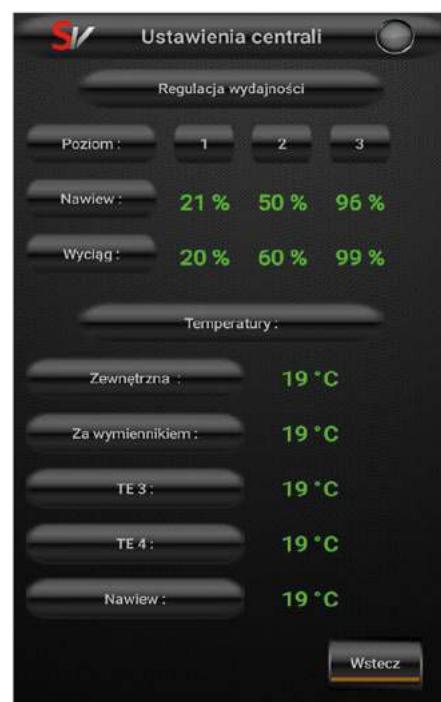 SV Ustawienia centrali
Regulacja wydajności
Poziom : 1 2 3
Nawiew : 21 % 50 % 96 %
Wyciąg : 20 % 60 % 99 %
Temperatury :
Zewnętrzna : 19 °C
Za wymiennikiem : 19 °C
TE 3 : 19 °C
TE 4 : 19 °C
Nawiew : 19 °C
Wstecz